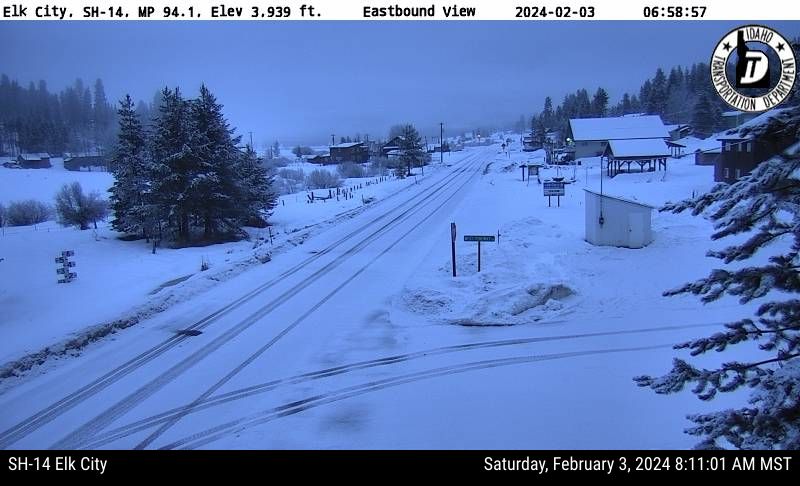 Elk City, SH-14, MP 94.1, Elev 3,939 ft. Eastbound View 2024-02-03 06:58:57
IDAHO
TRANSPORTATION DEPARTMENT
SH-14 Elk City Saturday, February 3, 2024 8:11:01 AM MST